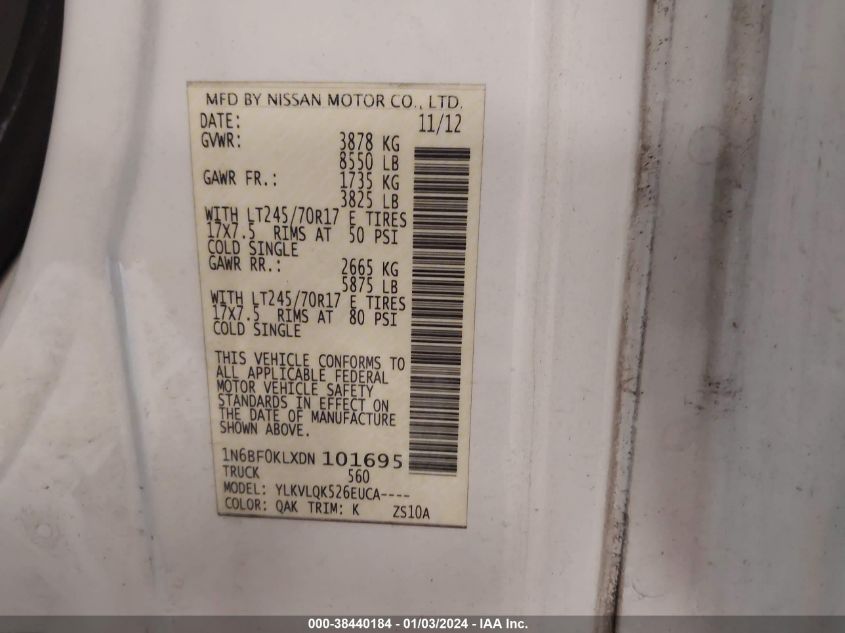 MFD BY NISSAN MOTOR CO., LTD.
DATE: 11/12
GVWR: 3878 KG
8550 LB
GAWR FR.: 1735 KG
3825 LB
WITH LT245/70R17 E TIRES
17X7.5 RIMS AT 50 PSI
COLD SINGLE
GAWR RR.: 2665 KG
5875 LB
WITH LT245/70R17 E TIRES
17X7.5 RIMS AT 80 PSI
COLD SINGLE
THIS VEHICLE CONFORMS TO
ALL APPLICABLE FEDERAL
MOTOR VEHICLE SAFETY
STANDARDS IN EFFECT ON
THE DATE OF MANUFACTURE
SHOWN ABOVE.
1N6BF0KLXDN 101695
TRUCK 560
MODEL: YLKVLQKS26EUCA----
COLOR: QAK TRIM: K ZS10A
000-38440184 - 01/03/2024 - IAA Inc.